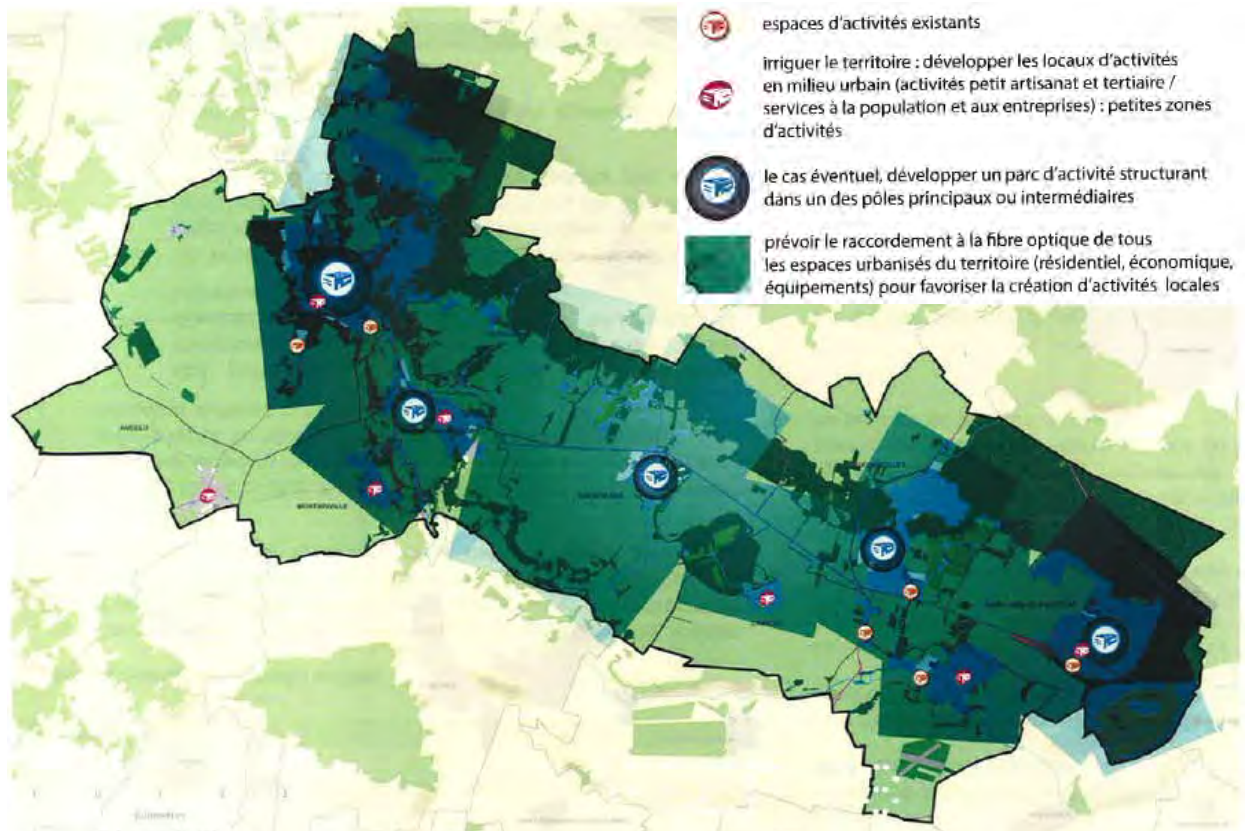 espaces d'activités existants
irriguer le territoire : développer les locaux d'activités
en milieu urbain (activités petit artisanat et tertiaire /
services à la population et aux entreprises) : petites zones
d'activités
le cas éventuel, développer un parc d'activité structurant
dans un des pôles principaux ou intermédiaires
prévoir le raccordement à la fibre optique de tous
les espaces urbanisés du territoire (résidentiel, économique,
équipements) pour favoriser la création d'activités locales